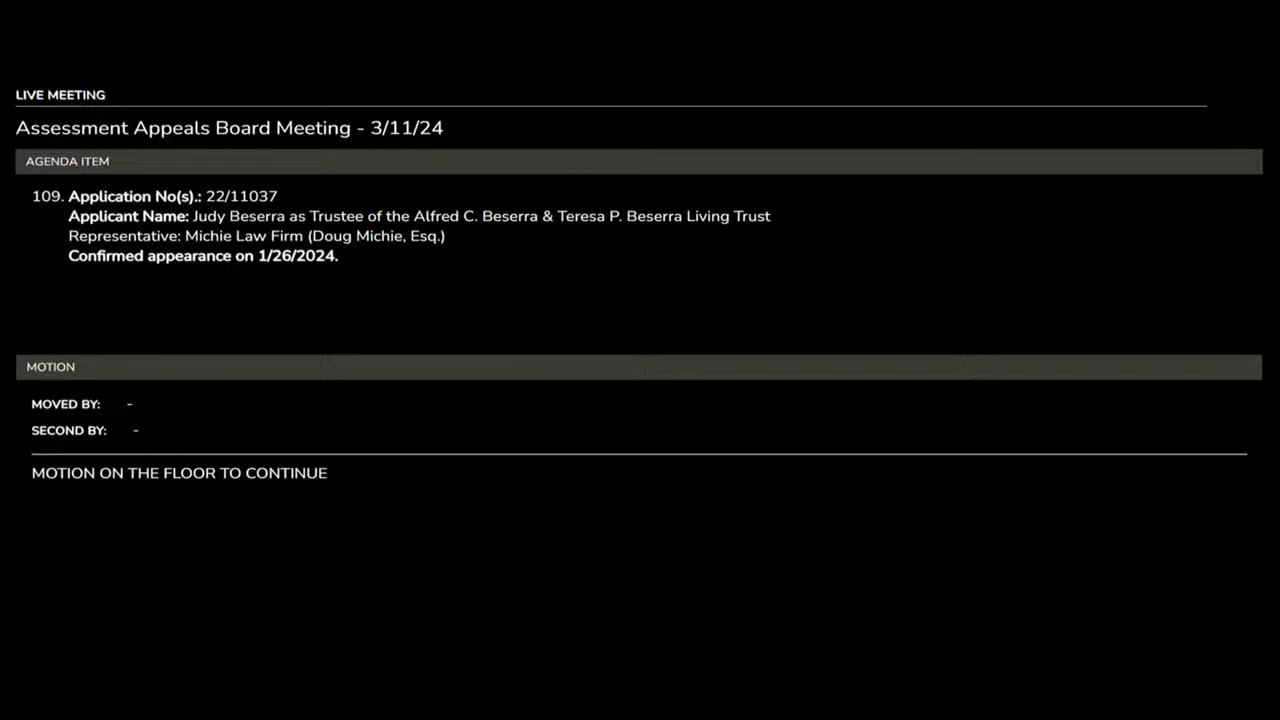 LIVE MEETING
Assessment Appeals Board Meeting - 3/11/24
AGENDA ITEM
109. Application No(s).: 22/11037
Applicant Name: Judy Beserra as Trustee of the Alfred C. Beserra & Teresa P. Beserra Living Trust
Representative: Michie Law Firm (Doug Michie, Esq.)
Confirmed appearance on 1/26/2024.
MOTION
MOVED BY: -
SECOND BY: -
MOTION ON THE FLOOR TO CONTINUE